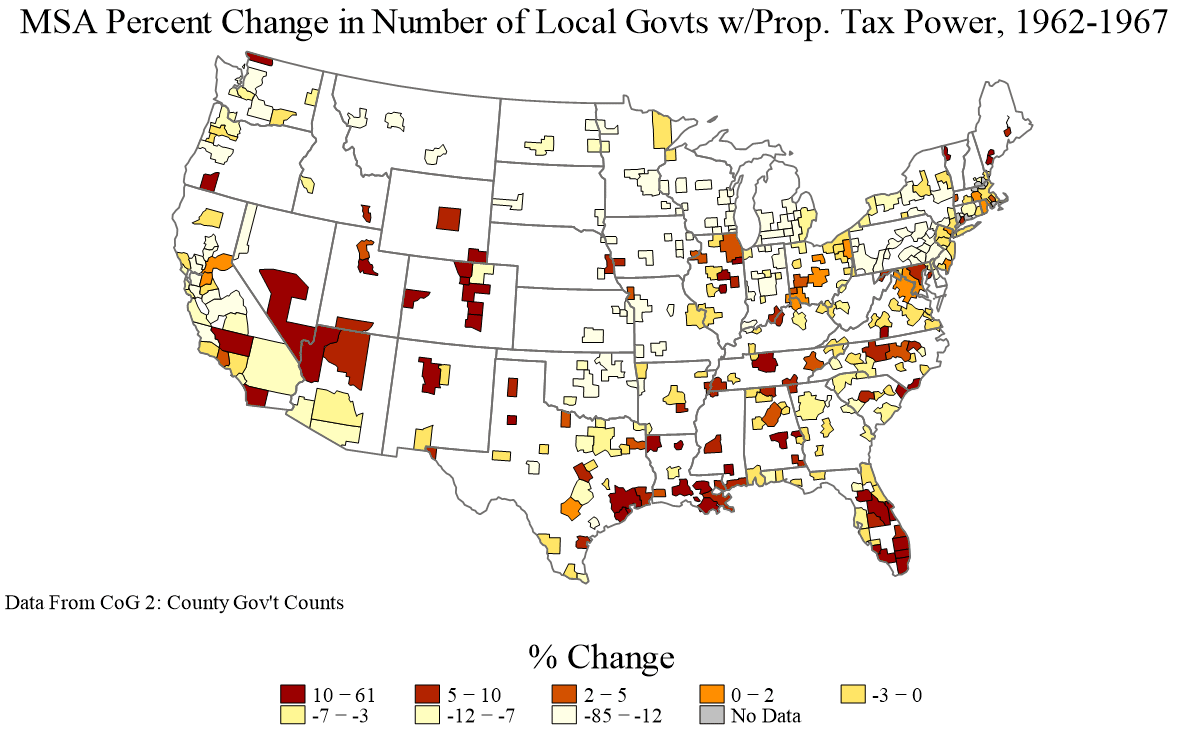 MSA Percent Change in Number of Local Govts w/Prop. Tax Power, 1962-1967
Data From CoG 2: County Gov't Counts
% Change
10 − 61 5 − 10 2 − 5 0 − 2 -3 − 0
-7 − -3 -12 − -7 -85 − -12 No Data